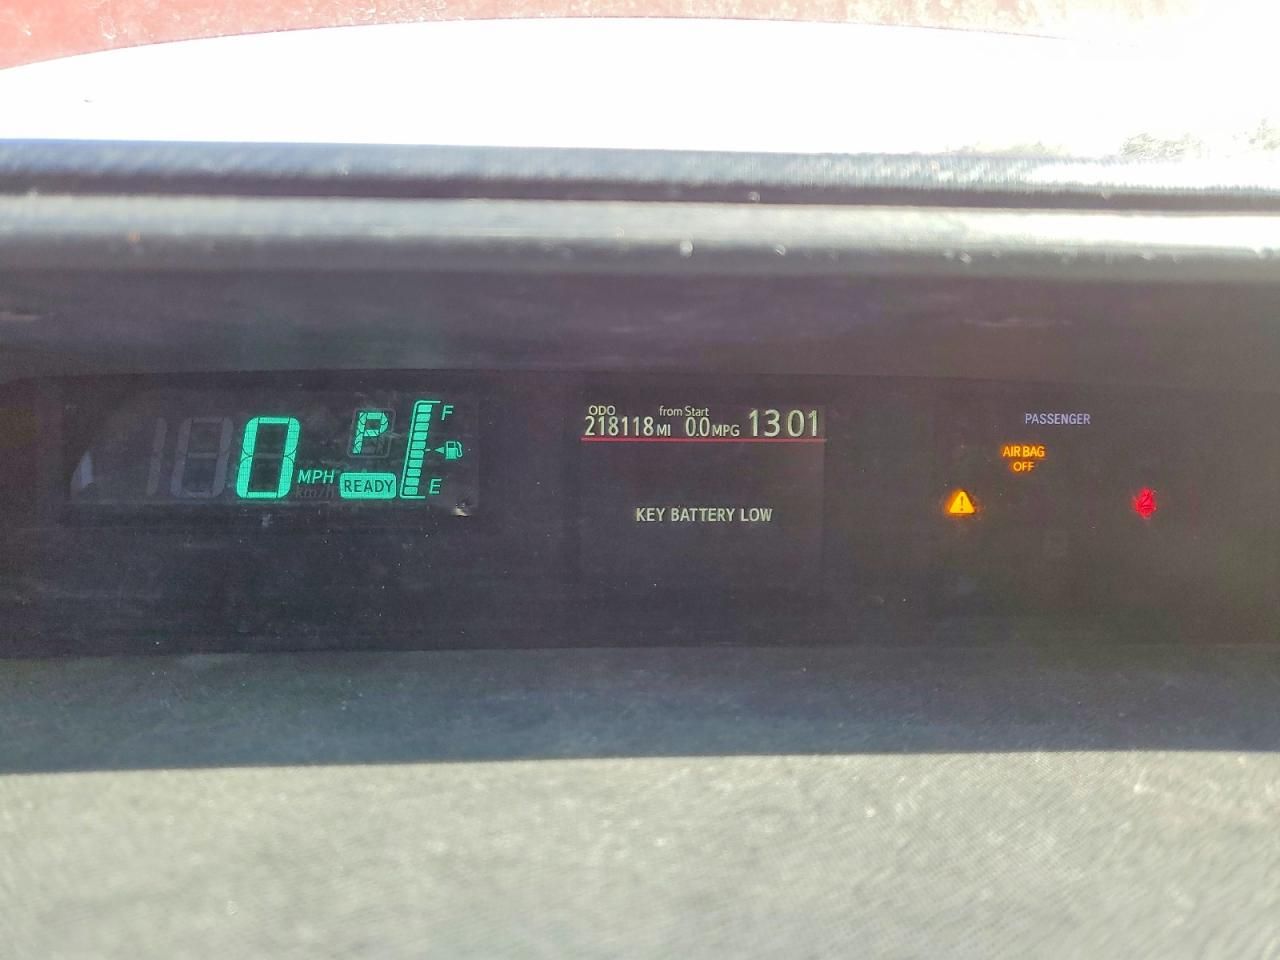 0 MPH
km/h
P
READY
F
E
ODO
218118 MI
from Start
0.0 MPG
13 01
KEY BATTERY LOW
PASSENGER
AIR BAG
OFF